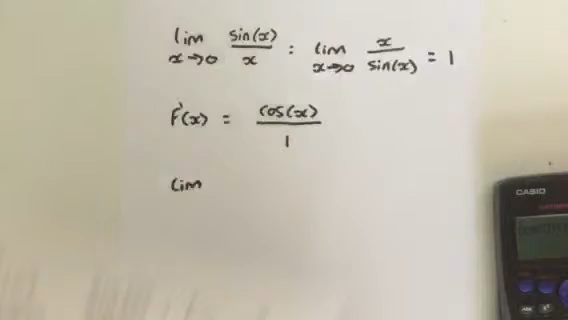 lim x→0 sin(x)/x = lim x→0 x/sin(x) = 1
F'(x) = cos(x)/1
lim
CASIO